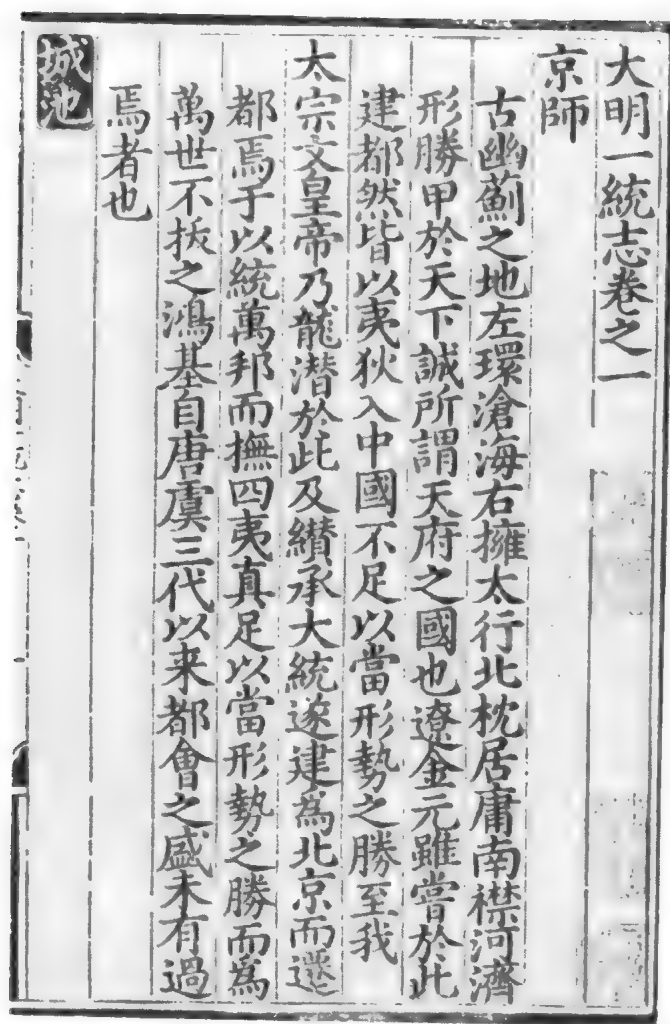 大明一統志卷之一
京師
古幽薊之地左環滄海右擁太行北枕居庸南襟河濟
形勝甲於天下誠所謂天府之國也遼金元雖嘗於此
建都然皆以夷狄入中國不足以當形勢之勝至我
太宗文皇帝乃龍潛於此及纘承大統遂建為北京而遷
都焉于以統萬邦而撫四夷真足以當形勢之勝而為
萬世不拔之鴻基自唐虞三代以来都會之盛未有過
焉者也
城池